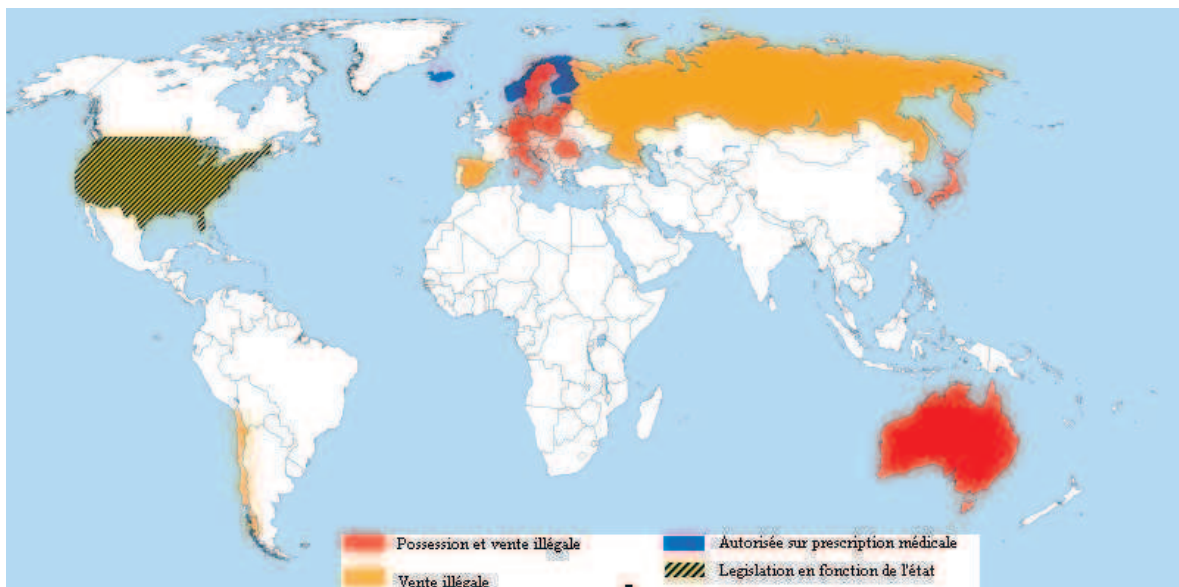 Possession et vente illégale
Vente illégale
Autorisée sur prescription médicale
Legislation en fonction de l'état